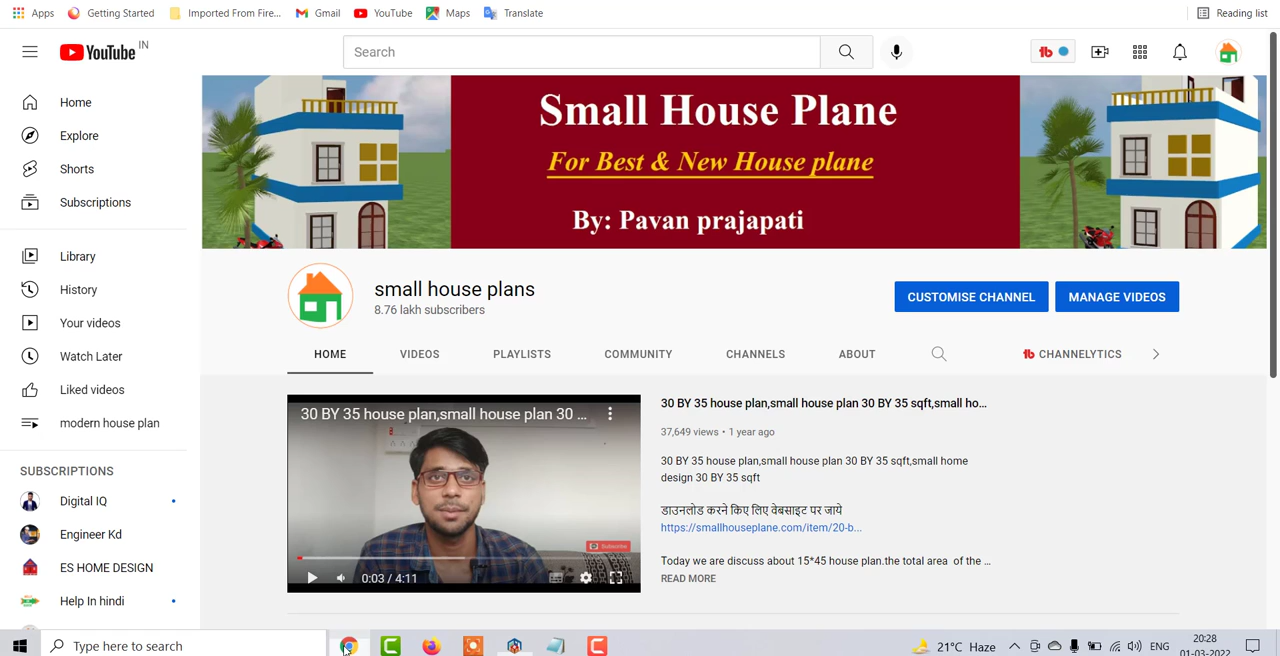 Apps Getting Started Imported From Fire... Gmail YouTube Maps Translate Reading list
YouTube IN Search tb
Small House Plane
For Best & New House plane
By: Pavan prajapati
Home
Explore
Shorts
Subscriptions
Library
History
Your videos
Watch Later
Liked videos
modern house plan
SUBSCRIPTIONS
Digital IQ
Engineer Kd
ES HOME DESIGN
Help In hindi
small house plans
8.76 lakh subscribers
CUSTOMISE CHANNEL MANAGE VIDEOS
HOME VIDEOS PLAYLISTS COMMUNITY CHANNELS ABOUT tb CHANNELYTICS
30 BY 35 house plan,small house plan 30 ...
Subscribe
0:03 / 4:11
30 BY 35 house plan,small house plan 30 BY 35 sqft,small ho...
37,649 views • 1 year ago
30 BY 35 house plan,small house plan 30 BY 35 sqft,small home
design 30 BY 35 sqft
डाउनलोड करने किए लिए वेबसाइट पर जाये
https://smallhouseplane.com/item/20-b...
Today we are discuss about 15*45 house plan.the total area of the ...
READ MORE
Type here to search 21°C Haze ENG 20:28
01-03-2022